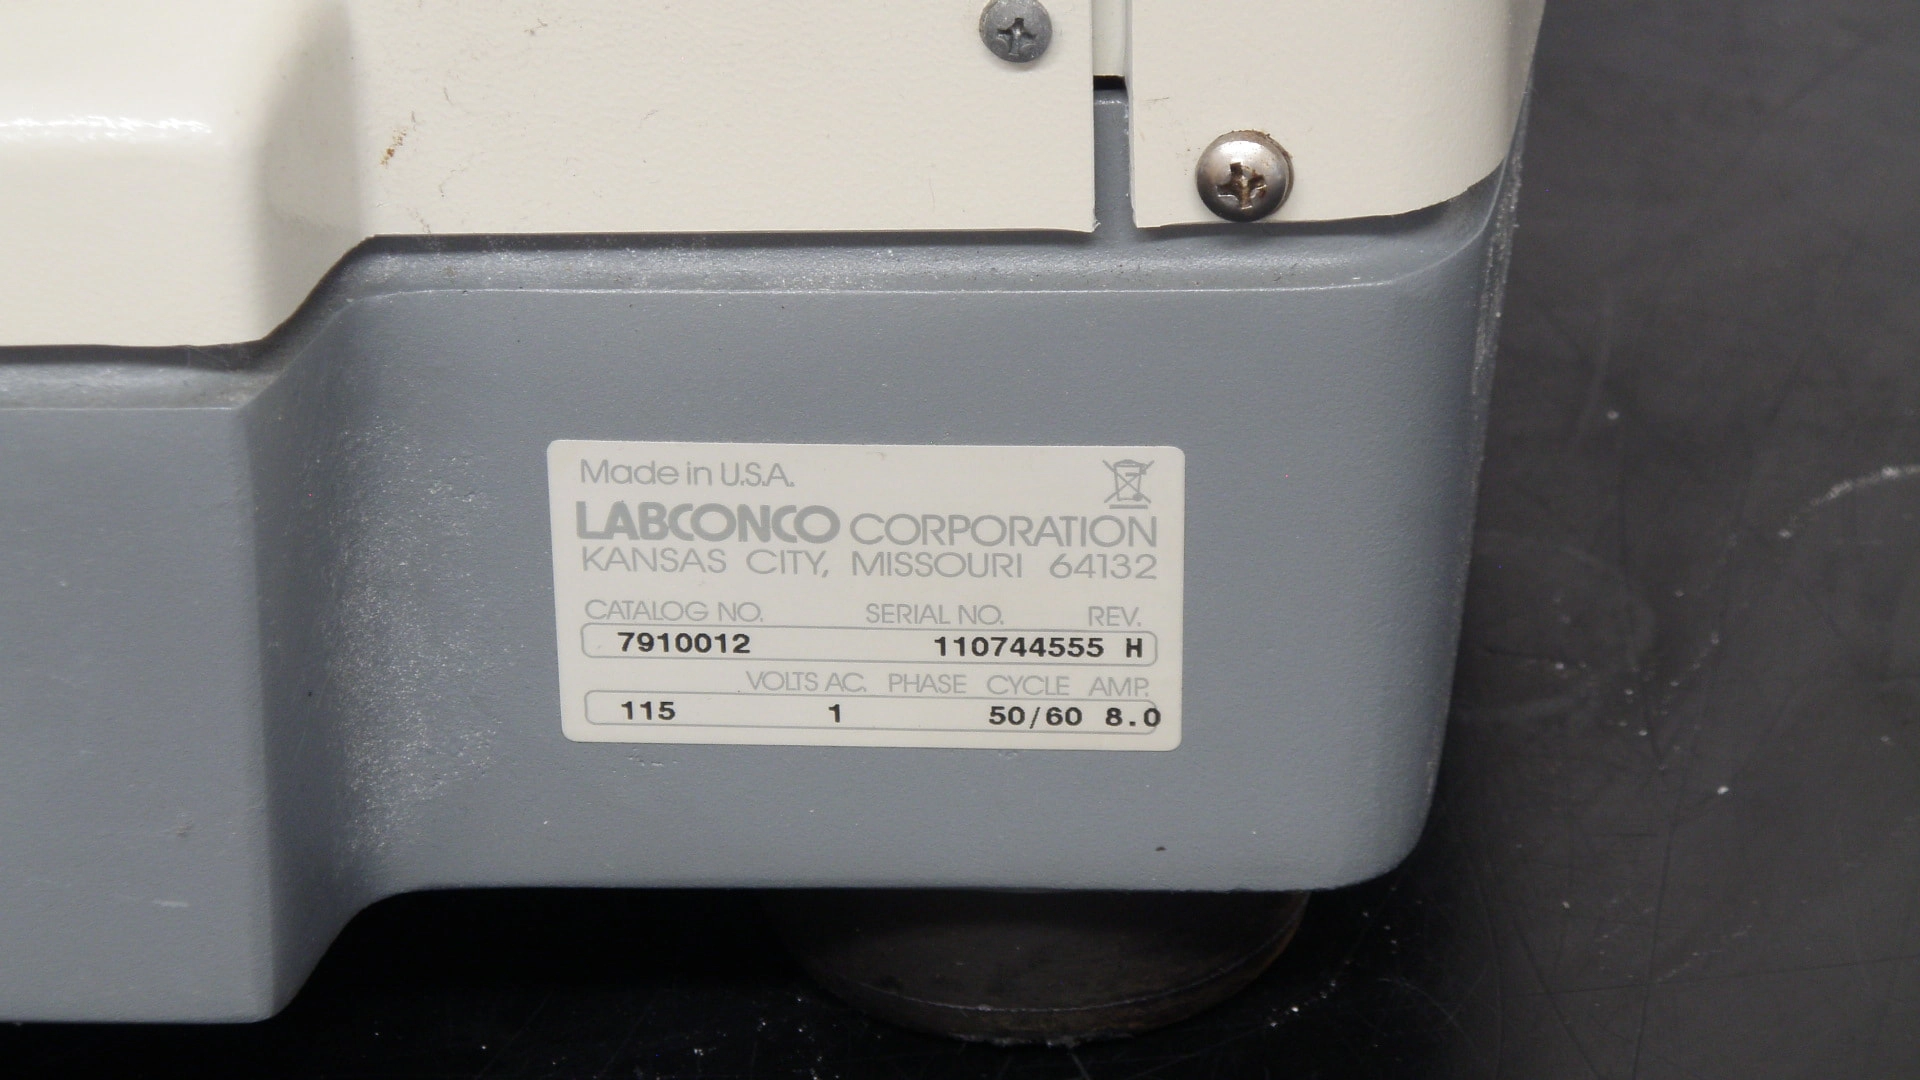 Made in U.S.A.
LABCONCO CORPORATION
KANSAS CITY, MISSOURI 64132
CATALOG NO. SERIAL NO. REV.
7910012 110744555 H
VOLTS AC. PHASE CYCLE AMP.
115 1 50/60 8.0